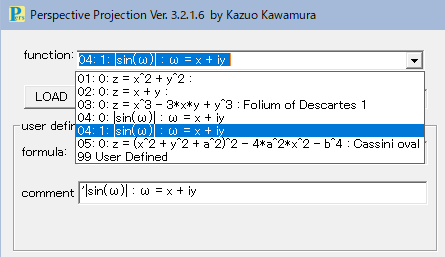 Perspective Projection Ver. 3.2.1.6 by Kazuo Kawamura
function: 04: 1: |sin(ω)| : ω = x + iy
01: 0: z = x^2 + y^2 :
02: 0: z = x + y :
03: 0: z = x^3 - 3*x*y + y^3 : Folium of Descartes 1
04: 0: |sin(ω)| : ω = x + iy
04: 1: |sin(ω)| : ω = x + iy
05: 0: z = (x^2 + y^2 + a^2)^2 - 4*a^2*x^2 - b^4 : Cassini oval
99 User Defined
LOAD
user defin
formula:
comment '|sin(ω)| : ω = x + iy